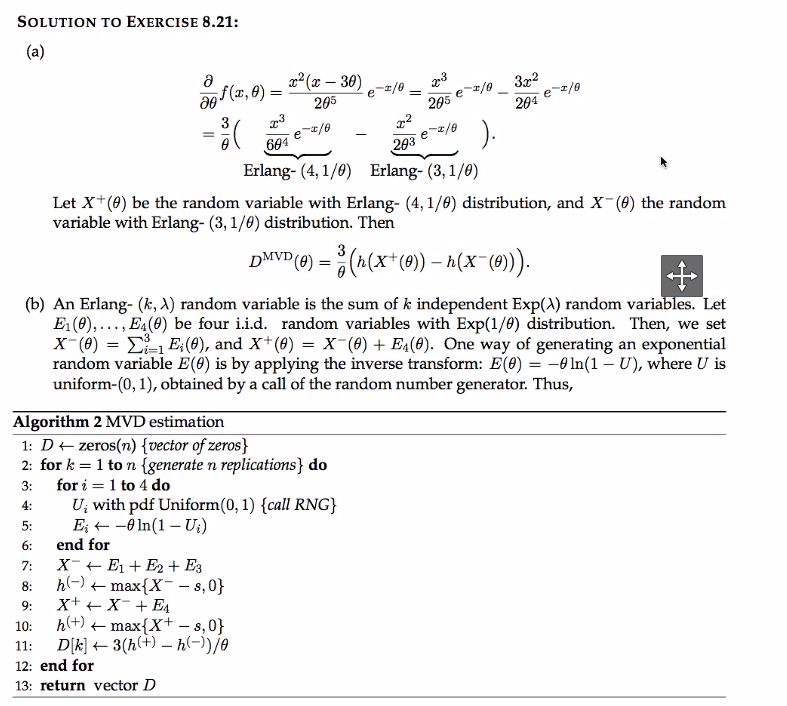 SOLUTION TO EXERCISE 8.21:
(a)
∂/∂θ f(x, θ) = x²(x − 3θ)/2θ⁵ e^{−x/θ} = x³/2θ⁵ e^{−x/θ} − 3x²/2θ⁴ e^{−x/θ}
= 3/θ ( x³/6θ⁴ e^{−x/θ} − x²/2θ³ e^{−x/θ} ).
Erlang- (4, 1/θ) Erlang- (3, 1/θ)
Let X⁺(θ) be the random variable with Erlang- (4, 1/θ) distribution, and X⁻(θ) the random
variable with Erlang- (3, 1/θ) distribution. Then
D^{MVD}(θ) = 3/θ (h(X⁺(θ)) − h(X⁻(θ))).
(b) An Erlang- (k, λ) random variable is the sum of k independent Exp(λ) random variables. Let
E₁(θ), . . . , E₄(θ) be four i.i.d. random variables with Exp(1/θ) distribution. Then, we set
X⁻(θ) = ∑_{i=1}^{3} Eᵢ(θ), and X⁺(θ) = X⁻(θ) + E₄(θ). One way of generating an exponential
random variable E(θ) is by applying the inverse transform: E(θ) = −θ ln(1 − U), where U is
uniform-(0, 1), obtained by a call of the random number generator. Thus,
Algorithm 2 MVD estimation
1: D ← zeros(n) {vector of zeros}
2: for k = 1 to n {generate n replications} do
3: for i = 1 to 4 do
4: Uᵢ with pdf Uniform(0, 1) {call RNG}
5: Eᵢ ← −θ ln(1 − Uᵢ)
6: end for
7: X⁻ ← E₁ + E₂ + E₃
8: h⁽⁻⁾ ← max{X⁻ − s, 0}
9: X⁺ ← X⁻ + E₄
10: h⁽⁺⁾ ← max{X⁺ − s, 0}
11: D[k] ← 3(h⁽⁺⁾ − h⁽⁻⁾)/θ
12: end for
13: return vector D